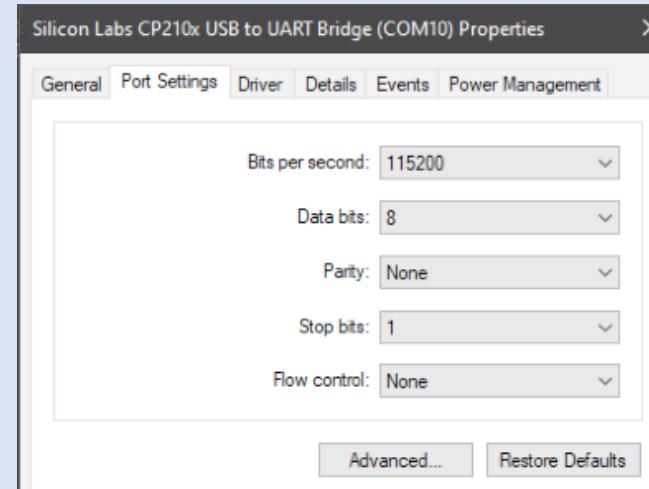 Silicon Labs CP210x USB to UART Bridge (COM10) Properties
General Port Settings Driver Details Events Power Management
Bits per second: 115200
Data bits: 8
Parity: None
Stop bits: 1
Flow control: None
Advanced... Restore Defaults